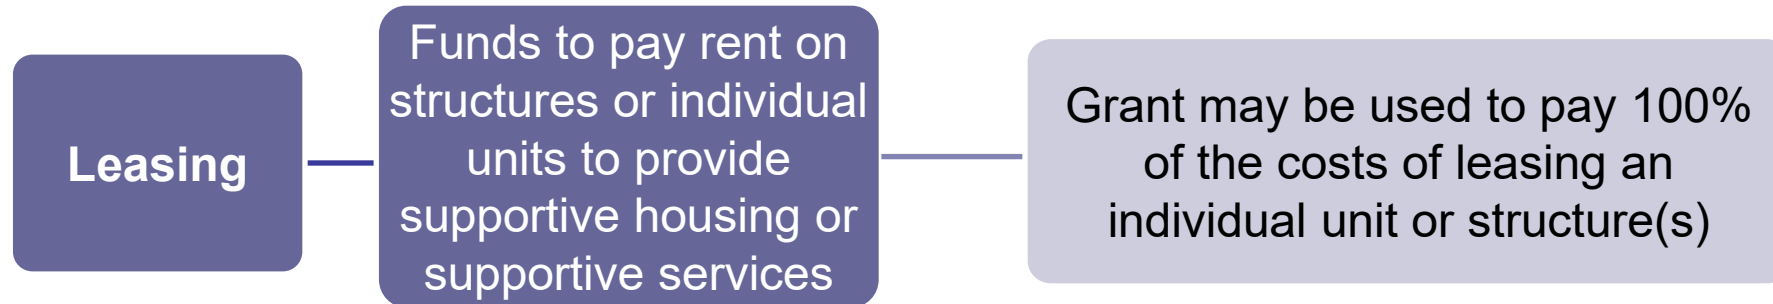 Leasing
Funds to pay rent on
structures or individual
units to provide
supportive housing or
supportive services
Grant may be used to pay 100%
of the costs of leasing an
individual unit or structure(s)